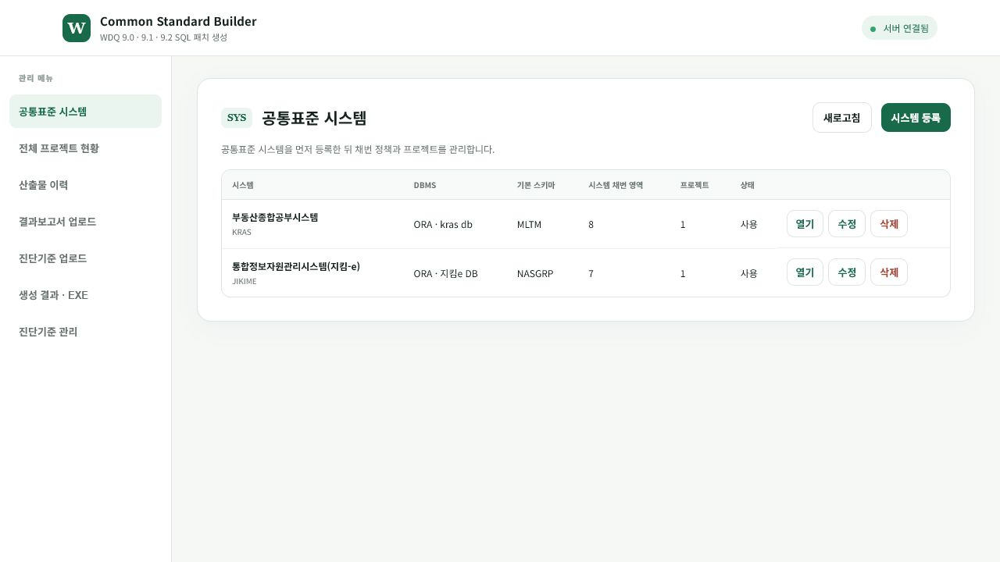 W
Common Standard Builder
WDQ 9.0 · 9.1 · 9.2 SQL 패치 생성
서버 연결됨
관리 메뉴
공통표준 시스템
전체 프로젝트 현황
산출물 이력
결과보고서 업로드
진단기준 업로드
생성 결과 · EXE
진단기준 관리
SYS 공통표준 시스템
새로고침 시스템 등록
공통표준 시스템을 먼저 등록한 뒤 채번 정책과 프로젝트를 관리합니다.
시스템 DBMS 기본 스키마 시스템 채번 영역 프로젝트 상태
부동산종합공부시스템
KRAS
ORA · kras db MLTM 8 1 사용 열기 수정 삭제
통합정보자원관리시스템(지킴-e)
JIKIME
ORA · 지킴e DB NASGRP 7 1 사용 열기 수정 삭제